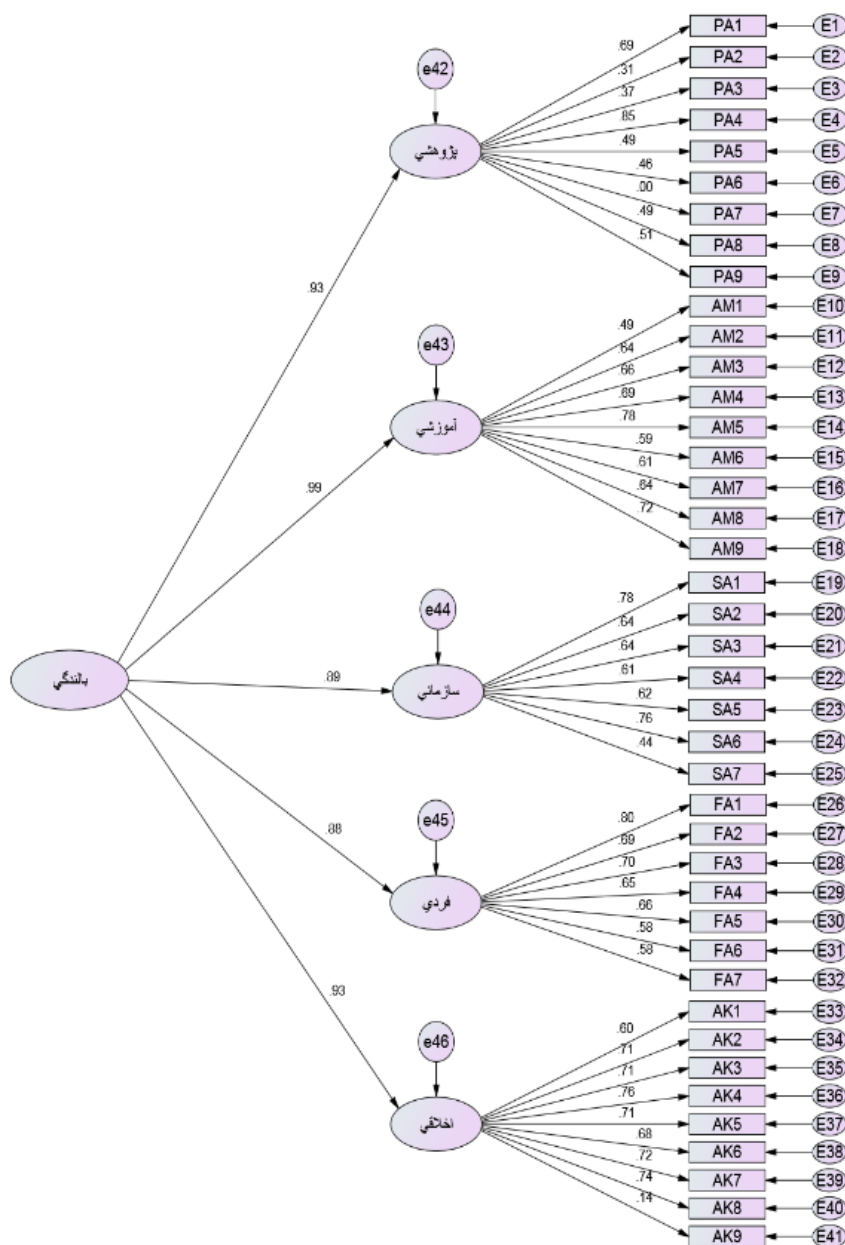 PA1
E1
.69
e42
PA2
E2
.31
PA3
E3
.37
PA4
E4
.85
پژوهشي
PA5
E5
.49
PA6
E6
.46
PA7
E7
.00
PA8
E8
.49
PA9
E9
.51
.93
AM1
E10
.49
e43
AM2
E11
.64
AM3
E12
.66
AM4
E13
.69
آموزشي
AM5
E14
.78
AM6
E15
.59
AM7
E16
.61
AM8
E17
.64
AM9
E18
.72
.99
SA1
E19
.78
e44
SA2
E20
.64
SA3
E21
.64
SA4
E22
.61
بالندگي
.89
سازماني
SA5
E23
.62
SA6
E24
.76
SA7
E25
.44
FA1
E26
.80
e45
FA2
E27
.69
.88
FA3
E28
.70
FA4
E29
.65
فردي
FA5
E30
.66
FA6
E31
.58
FA7
E32
.58
.93
AK1
E33
.60
e46
AK2
E34
.71
AK3
E35
.71
AK4
E36
.76
اخلاقي
AK5
E37
.71
AK6
E38
.68
AK7
E39
.72
AK8
E40
.74
AK9
E41
.14